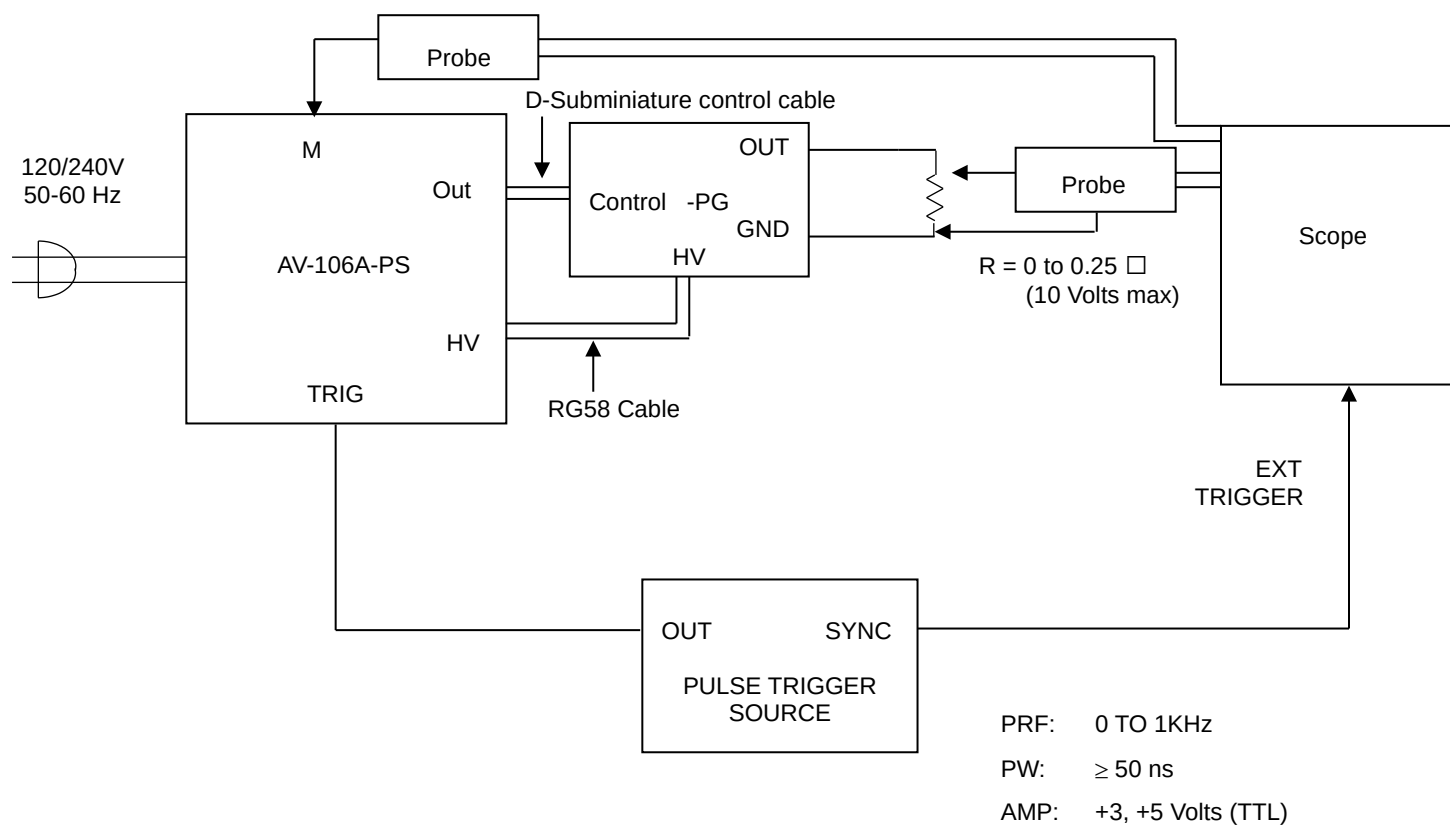 Probe
D-Subminiature control cable
M
OUT
120/240V
50-60 Hz
Out
Probe
Control -PG
GND
Scope
HV
AV-106A-PS
R = 0 to 0.25 □
(10 Volts max)
HV
TRIG
RG58 Cable
EXT
TRIGGER
OUT
SYNC
PULSE TRIGGER
SOURCE
PRF: 0 TO 1KHz
PW: ≥ 50 ns
AMP: +3, +5 Volts (TTL)